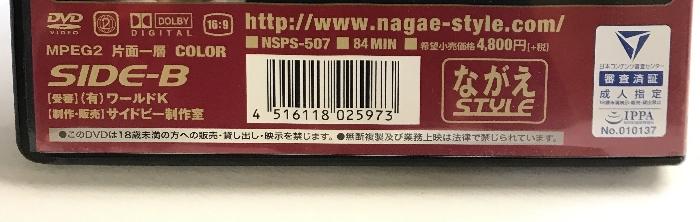 DVD VIDEO ② DOLBY DIGITAL 16:9
http://www.nagae-style.com/
■NSPS-507 ■84MIN ■希望小売価格4,800円(+税)
MPEG2 片面一層 COLOR
SIDE-B
【受審】(有)ワールドK
【制作・販売】サイドビー制作室
4 516118 025973
ながえ
STYLE
日本コンテンツ審査センター
審査済証
成人指定
IPPA
No.010137
●このDVDは18歳未満の方への販売・貸し出し・映示を禁じます。●無断複製及び業務上映は法律で禁じられています。